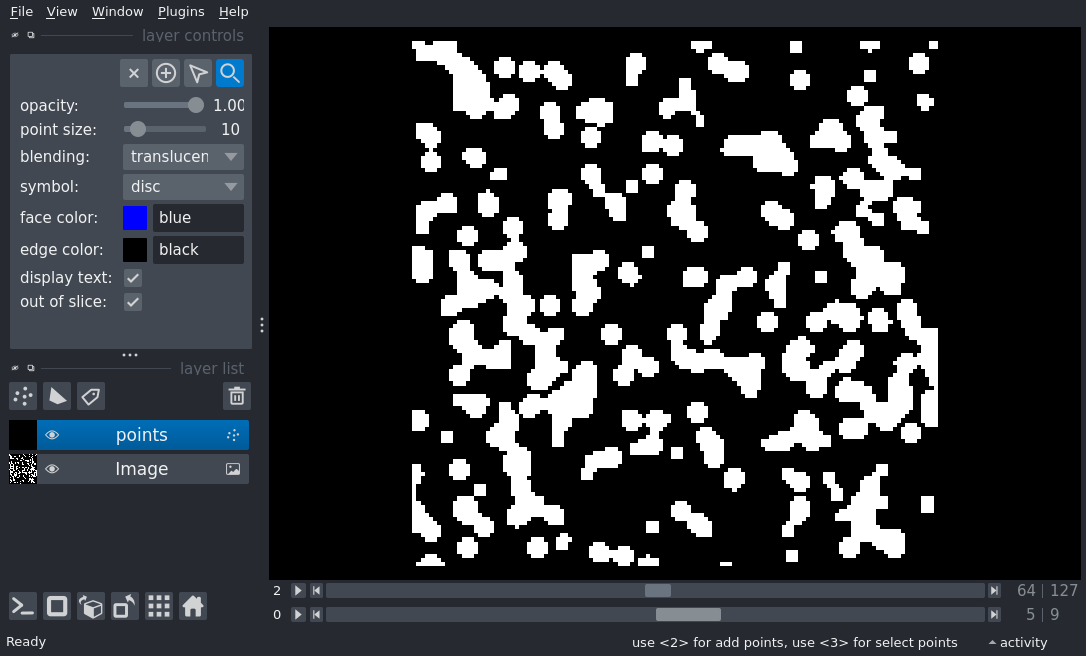 File View Window Plugins Help
layer controls
opacity: 1.00
point size: 10
blending: translucen
symbol: disc
face color: blue
edge color: black
display text:
out of slice:
layer list
points
Image
2 64 127
0 5 9
Ready use <2> for add points, use <3> for select points activity